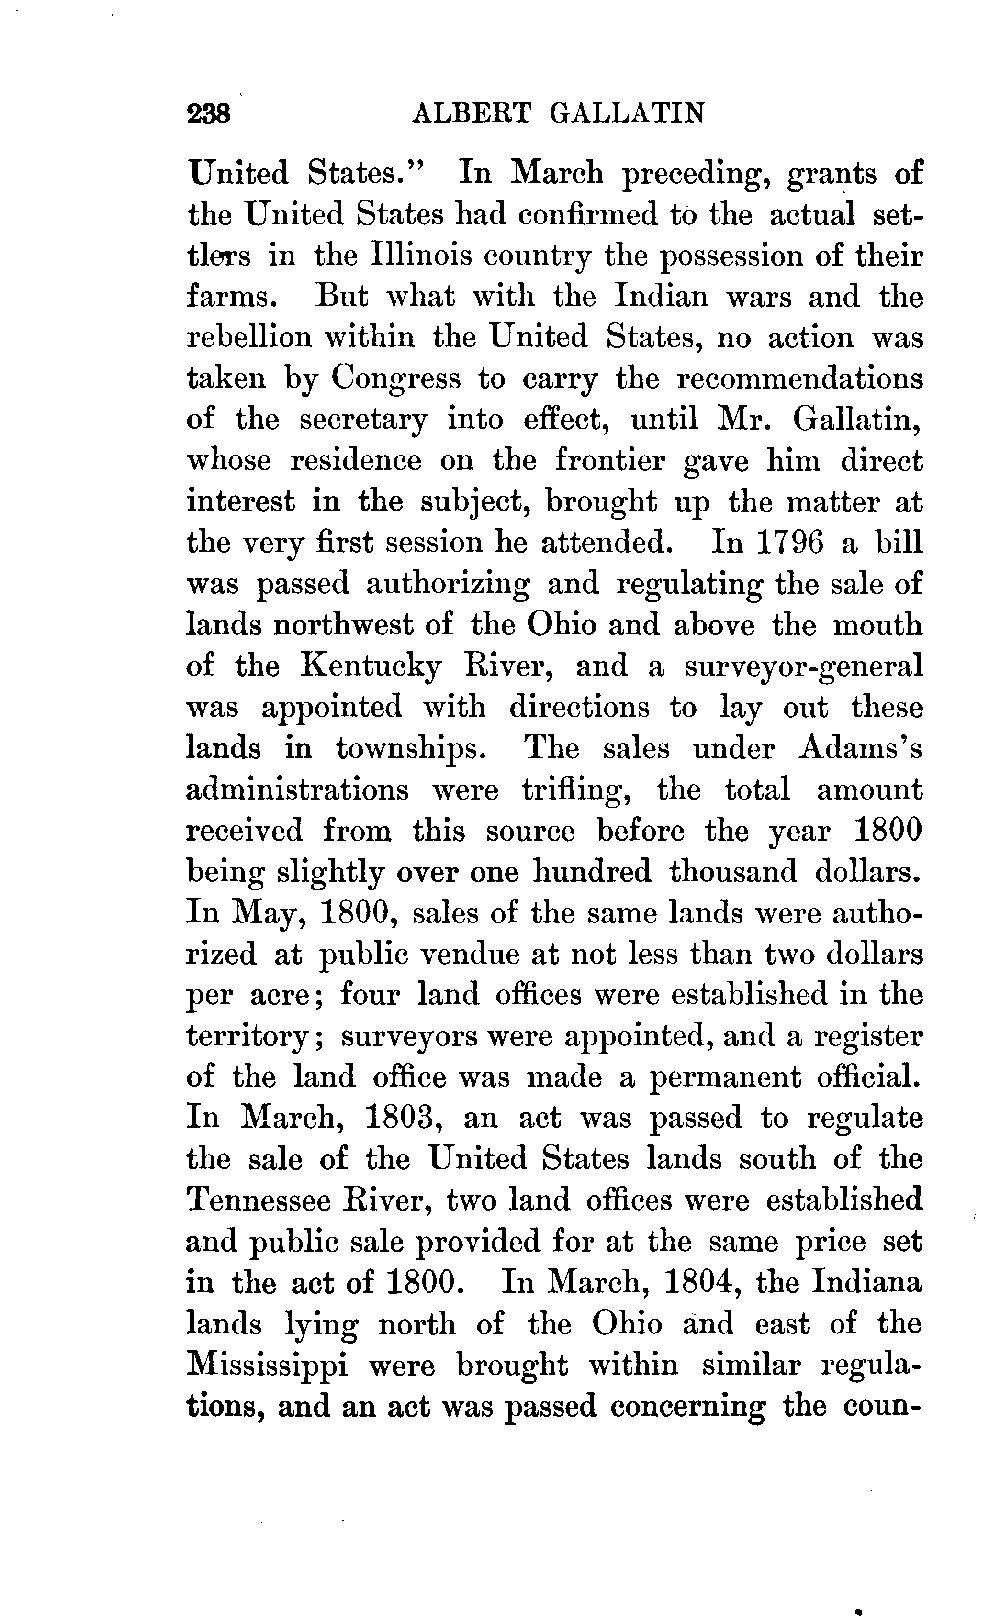 238 ALBERT GALLATIN
United States.” In March preceding, grants of
the United States had confirmed to the actual set-
tlers in the Illinois country the possession of their
farms. But what with the Indian wars and the
rebellion within the United States, no action was
taken by Congress to carry the recommendations
of the secretary into effect, until Mr. Gallatin,
whose residence on the frontier gave him direct
interest in the subject, brought up the matter at
the very first session he attended. In 1796 a bill
was passed authorizing and regulating the sale of
lands northwest of the Ohio and above the mouth
of the Kentucky River, and a surveyor-general
was appointed with directions to lay out these
lands in townships. The sales under Adams’s
administrations were trifling, the total amount
received from this source before the year 1800
being slightly over one hundred thousand dollars.
In May, 1800, sales of the same lands were autho-
rized at public vendue at not less than two dollars
per acre; four land offices were established in the
territory; surveyors were appointed, and a register
of the land office was made a permanent official.
In March, 1803, an act was passed to regulate
the sale of the United States lands south of the
Tennessee River, two land offices were established
and public sale provided for at the same price set
in the act of 1800. In March, 1804, the Indiana
lands lying north of the Ohio and east of the
Mississippi were brought within similar regula-
tions, and an act was passed concerning the coun-